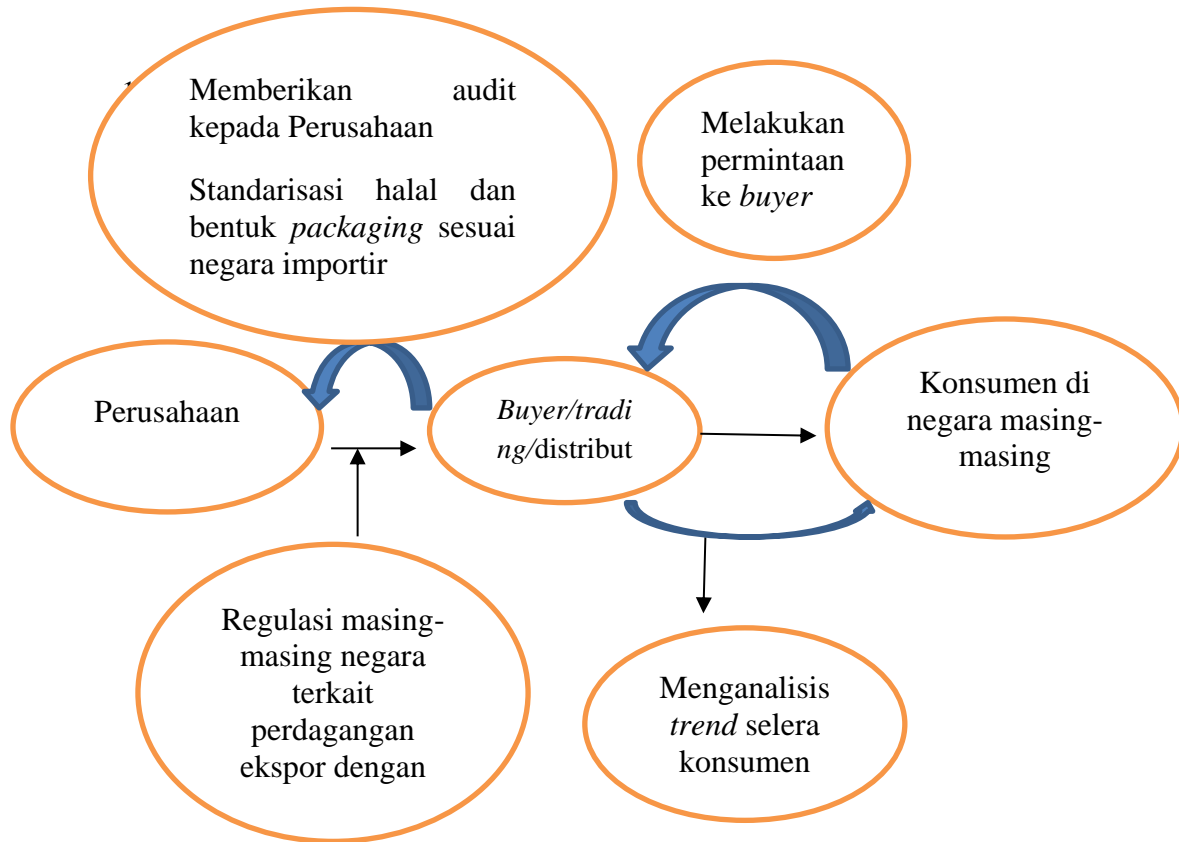 Memberikan audit
kepada Perusahaan
Standarisasi halal dan
bentuk packaging sesuai
negara importir
Melakukan
permintaan
ke buyer
Perusahaan
Buyer/tradi
ng/distribut
Konsumen di
negara masing-
masing
Regulasi masing-
masing negara
terkait
perdagangan
ekspor dengan
Menganalisis
trend selera
konsumen